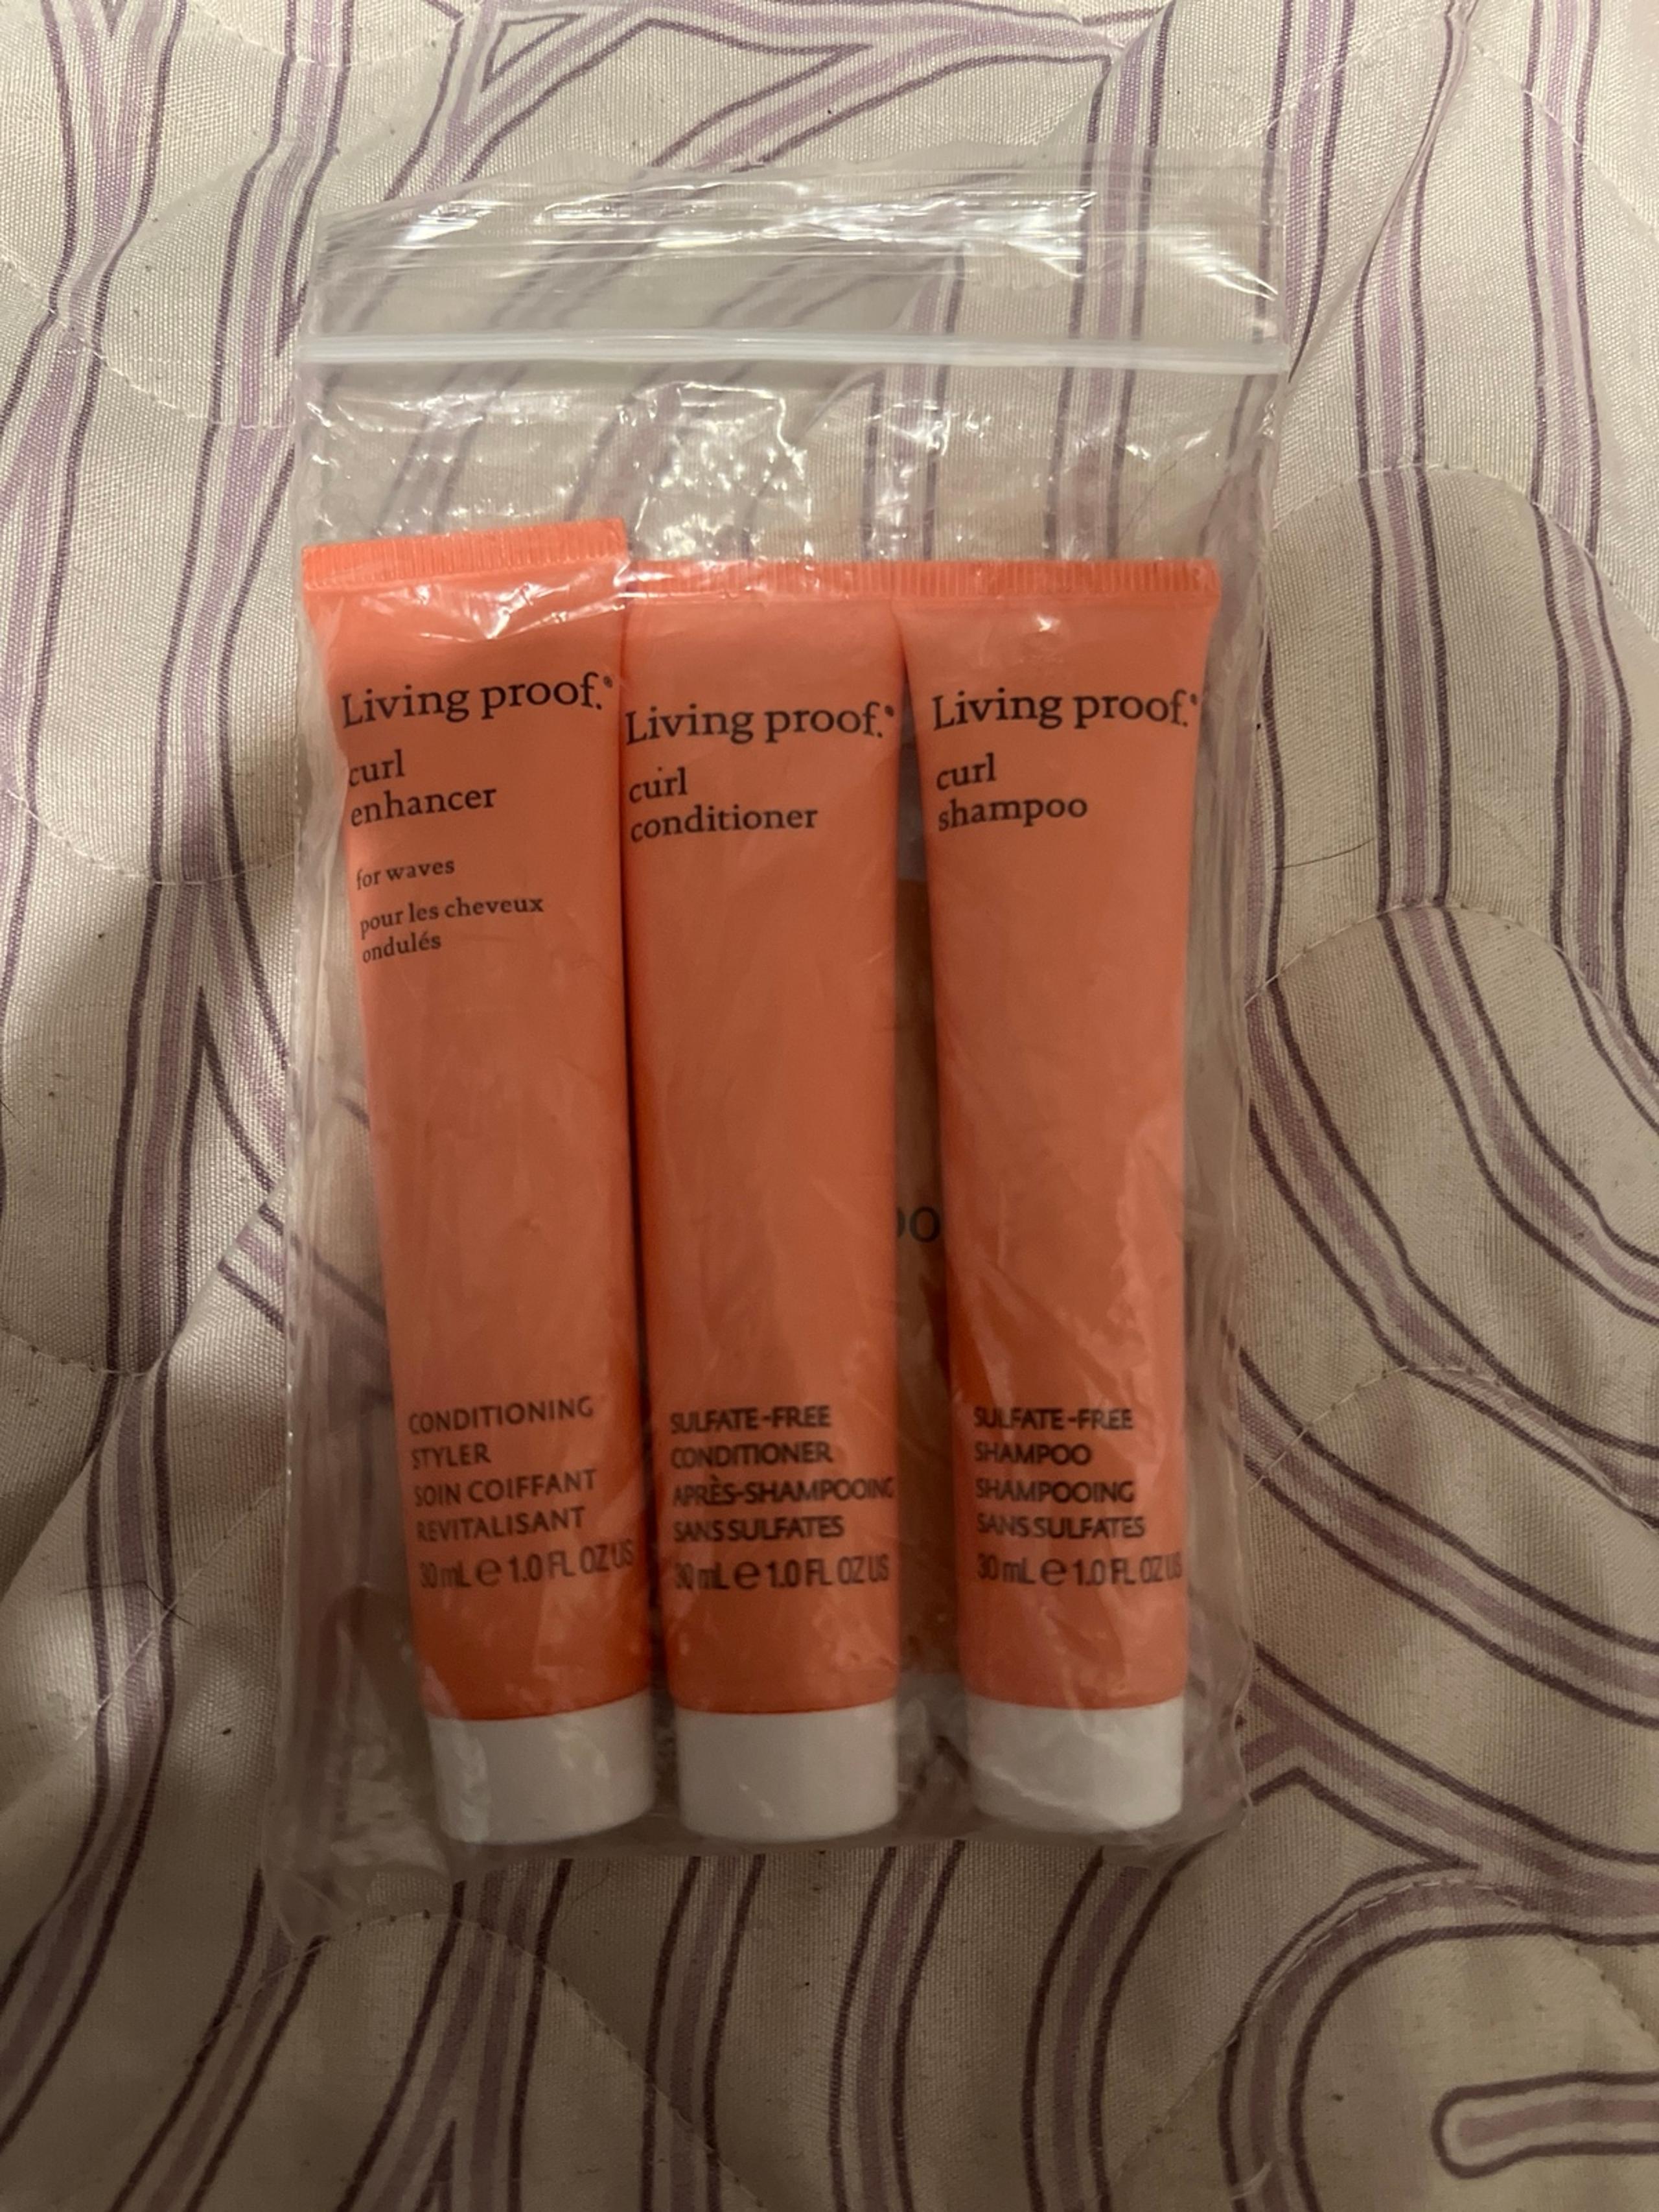 Living proof.®
curl
enhancer
for waves
pour les cheveux
ondulés
CONDITIONING
STYLER
SOIN COIFFANT
REVITALISANT
30 mL e 1.0 FL OZ US
Living proof.®
curl
conditioner
SULFATE-FREE
CONDITIONER
APRÈS-SHAMPOOING
SANS SULFATES
30 mL e 1.0 FL OZ US
Living proof.®
curl
shampoo
SULFATE-FREE
SHAMPOO
SHAMPOOING
SANS SULFATES
30 mL e 1.0 FL OZ US